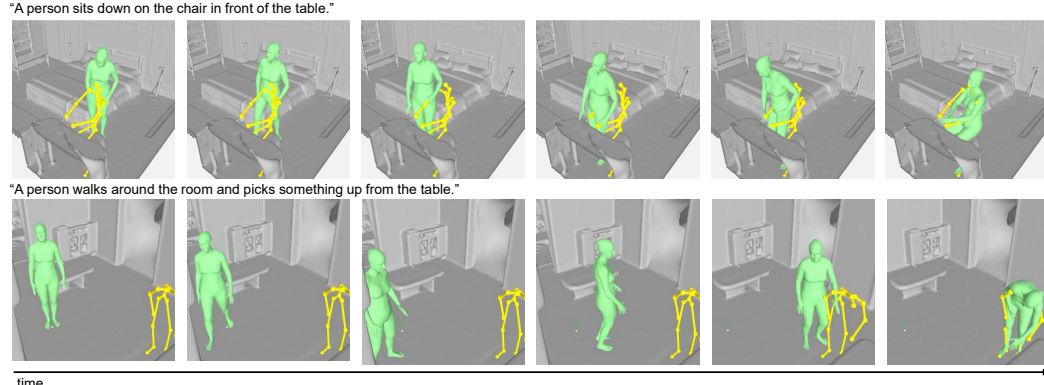 “A person sits down on the chair in front of the table.”
“A person walks around the room and picks something up from the table.”
time